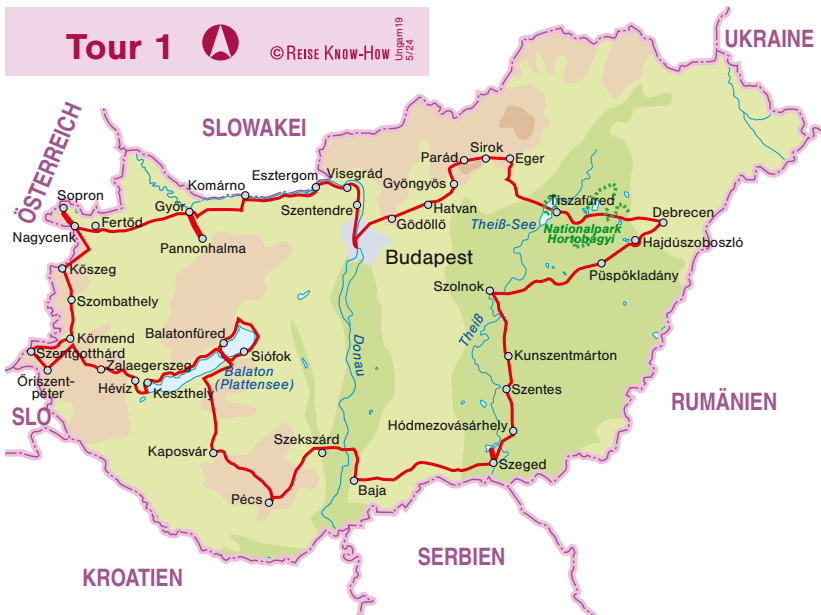 Tour 1
© REISE KNOW-HOW
Ungarn19
5/24
UKRAINE
SLOWAKEI
ÖSTERREICH
Sirok
Parád
Eger
Esztergom
Visegrád
Komárno
Gyöngyös
Sopron
Győr
Szentendre
Hatvan
Tiszafüred
Fertőd
Gödöllő
Theiß-See
Debrecen
Nagycenk
Nationalpark
Hortobágyi
Pannonhalma
Hajdúszoboszló
Budapest
Kőszeg
Püspökladány
Szolnok
Szombathely
Körmend
Balatonfüred
Donau
Theiß
Szentgotthárd
Siófok
Kunszentmárton
Zalaegerszeg
Balaton
(Plattensee)
Őriszent-
péter
Hévíz
Keszthely
Szentes
RUMÄNIEN
SLO
Hódmezovásárhely
Szekszárd
Kaposvár
Szeged
Baja
Pécs
SERBIEN
KROATIEN